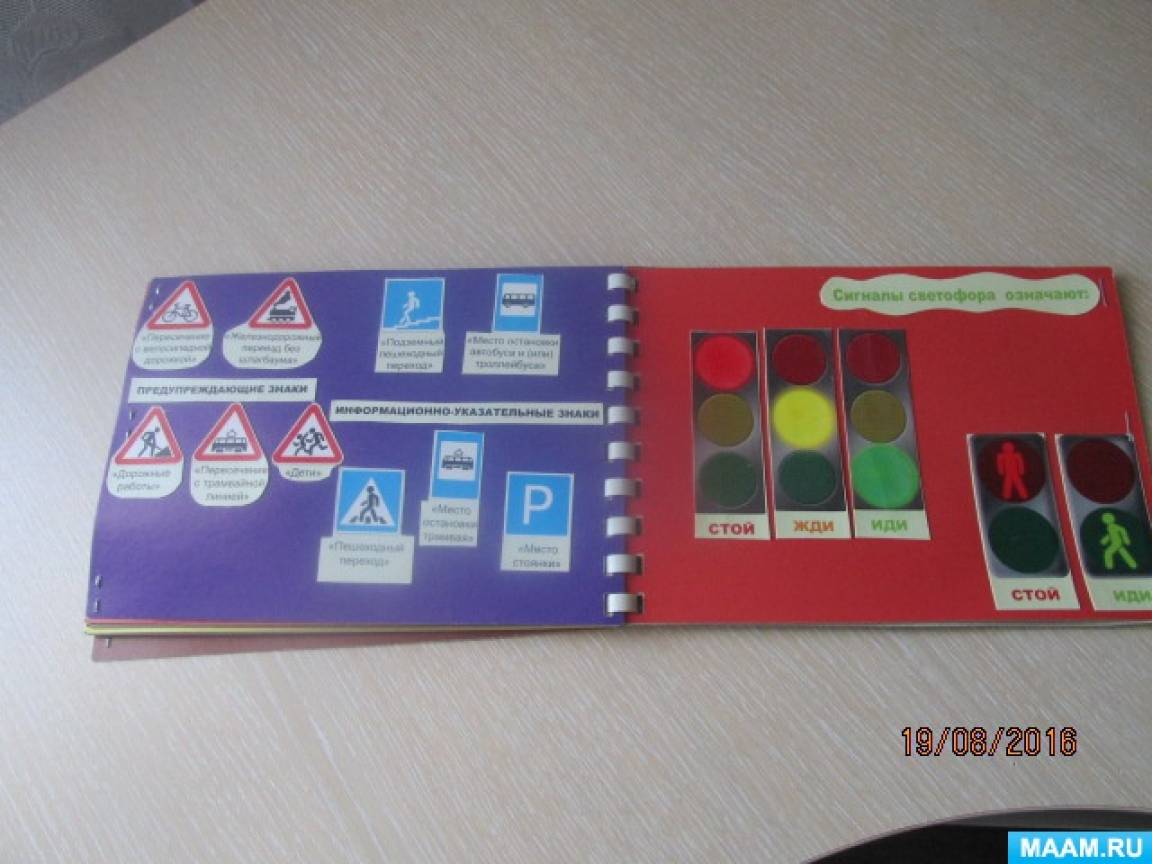 «Пересечение
с велосипедной
дорожкой»
«Железнодорожный
переезд без
шлагбаума»
«Подземный
пешеходный
переход»
«Место остановки
автобуса и (или)
троллейбуса»
ПРЕДУПРЕЖДАЮЩИЕ ЗНАКИ
ИНФОРМАЦИОННО-УКАЗАТЕЛЬНЫЕ ЗНАКИ
«Дорожные
работы»
«Пересечение
с трамвайной
линией»
«Дети»
«Пешеходный
переход»
«Место
остановки
трамвая»
P
«Место
стоянки»
Сигналы светофора означают:
СТОЙ
ЖДИ
ИДИ
СТОЙ
ИДИ
19/08/2016
MAAM.RU